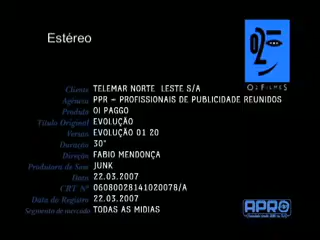 Estéreo
O2 FILMES
Cliente TELEMAR NORTE LESTE S/A
Agência PPR - PROFISSIONAIS DE PUBLICIDADE REUNIDOS
Produto OI PAGGO
Título Original EVOLUÇÃO
Versao EVOLUÇÃO 01 20
Duração 30"
Direção FABIO MENDONÇA
Produtora de Som JUNK
Data 22.03.2007
CRT Nº 06080028141020078/A
Data do Registro 22.03.2007
Segmento de mercado TODAS AS MIDIAS
APRO